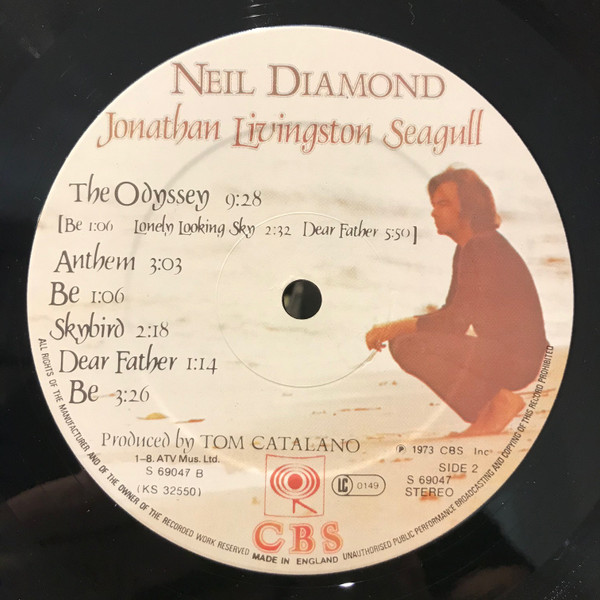 NEIL DIAMOND
Jonathan Livingston Seagull
The Odyssey 9:28
[Be 1:06 Lonely Looking Sky 2:32 Dear Father 5:50]
Anthem 3:03
Be 1:06
Skybird 2:18
Dear Father 1:14
Be 3:26
Produced by TOM CATALANO
1-8. ATV Mus. Ltd.
S 69047 B
(KS 32550)
℗ 1973 CBS Inc.
SIDE 2
S 69047
STEREO
LC 0149
CBS
MADE IN ENGLAND
ALL RIGHTS OF THE MANUFACTURER AND OF THE OWNER OF THE RECORDED WORK RESERVED
UNAUTHORISED PUBLIC PERFORMANCE BROADCASTING AND COPYING OF THIS RECORD PROHIBITED